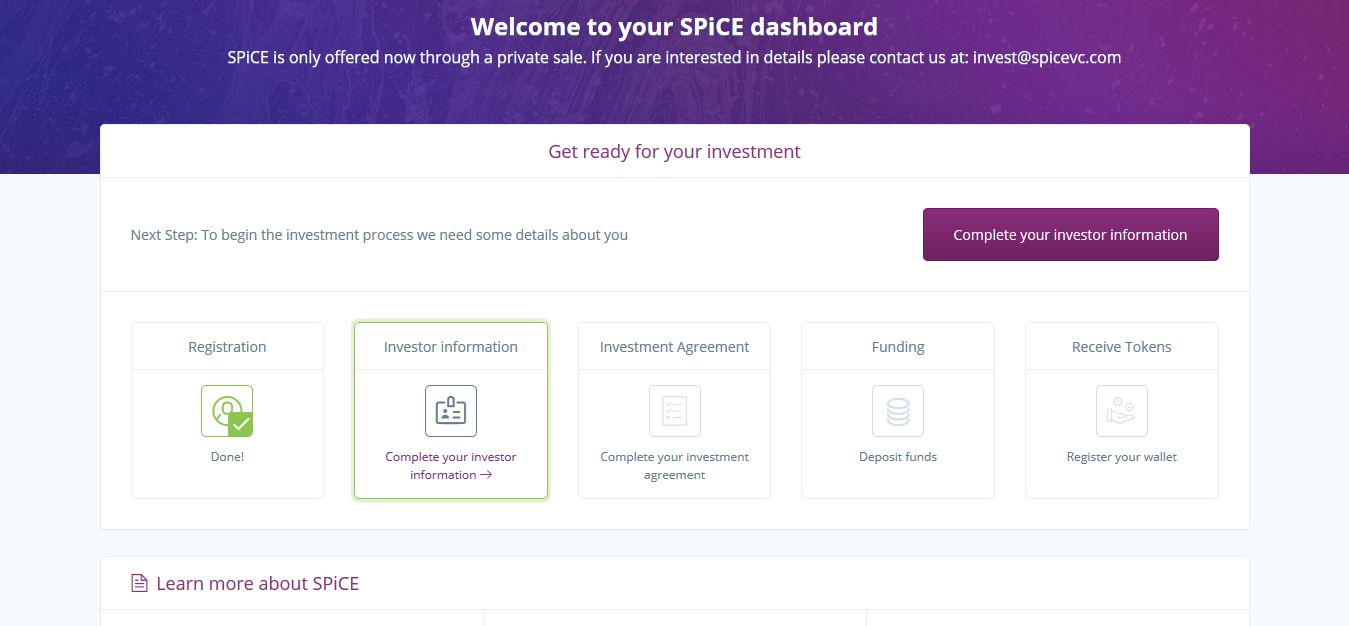 Welcome to your SPiCE dashboard
SPiCE is only offered now through a private sale. If you are interested in details please contact us at: invest@spicevc.com
Get ready for your investment
Next Step: To begin the investment process we need some details about you
Complete your investor information
Registration
Done!
Investor information
Complete your investor
information →
Investment Agreement
Complete your investment
agreement
Funding
Deposit funds
Receive Tokens
Register your wallet
Learn more about SPiCE